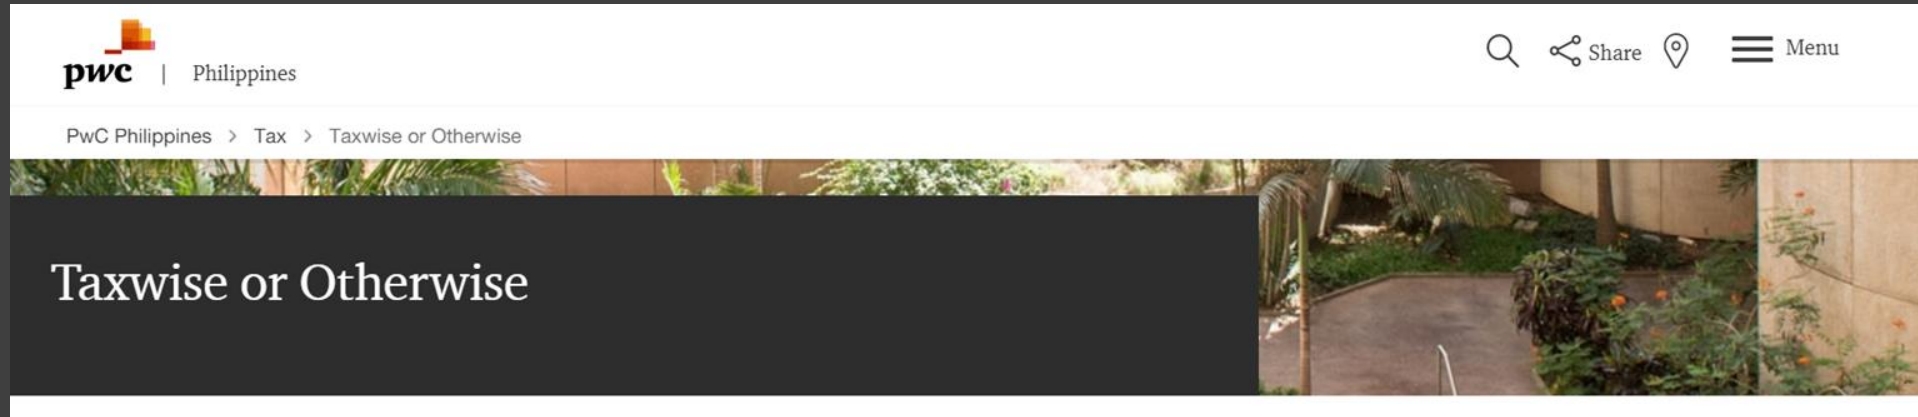 pwc | Philippines
Share
Menu
PwC Philippines > Tax > Taxwise or Otherwise
Taxwise or Otherwise